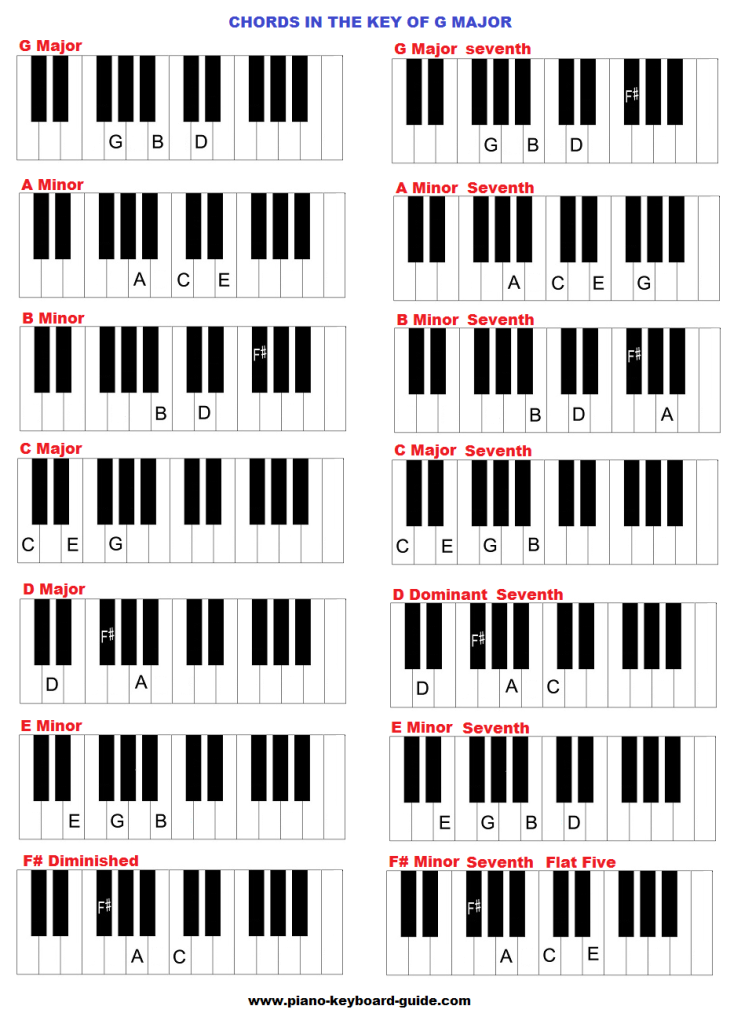 CHORDS IN THE KEY OF G MAJOR
G Major
G B D
G Major seventh
F#
G B D
A Minor
A C E
A Minor Seventh
A C E G
B Minor
F#
B D
B Minor Seventh
F#
B D A
C Major
C E G
C Major Seventh
C E G B
D Major
F#
D A
D Dominant Seventh
F#
D A C
E Minor
E G B
E Minor Seventh
E G B D
F# Diminished
F#
A C
F# Minor Seventh Flat Five
F#
A C E
www.piano-keyboard-guide.com